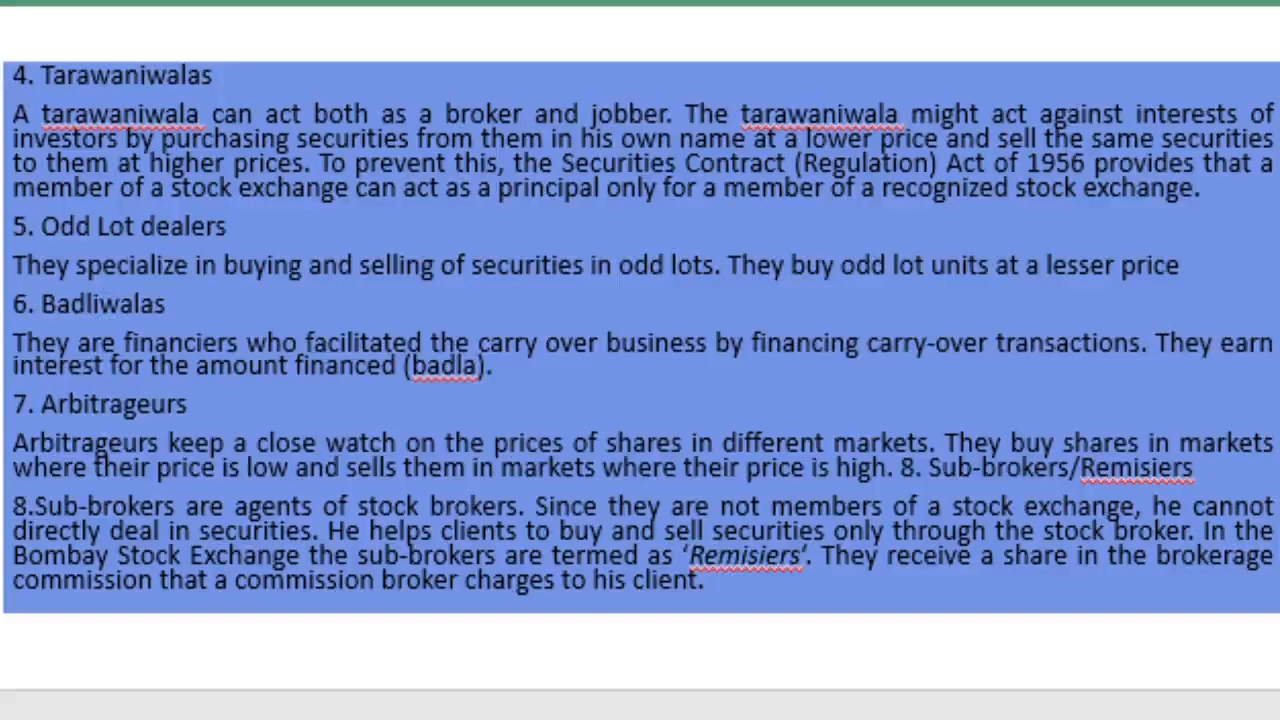 4. Tarawaniwalas
A tarawaniwala can act both as a broker and jobber. The tarawaniwala might act against interests of
investors by purchasing securities from them in his own name at a lower price and sell the same securities
to them at higher prices. To prevent this, the Securities Contract (Regulation) Act of 1956 provides that a
member of a stock exchange can act as a principal only for a member of a recognized stock exchange.
5. Odd Lot dealers
They specialize in buying and selling of securities in odd lots. They buy odd lot units at a lesser price
6. Badliwalas
They are financiers who facilitated the carry over business by financing carry-over transactions. They earn
interest for the amount financed (badla).
7. Arbitrageurs
Arbitrageurs keep a close watch on the prices of shares in different markets. They buy shares in markets
where their price is low and sells them in markets where their price is high. 8. Sub-brokers/Remisiers
8.Sub-brokers are agents of stock brokers. Since they are not members of a stock exchange, he cannot
directly deal in securities. He helps clients to buy and sell securities only through the stock broker. In the
Bombay Stock Exchange the sub-brokers are termed as ‘Remisiers‘. They receive a share in the brokerage
commission that a commission broker charges to his client.